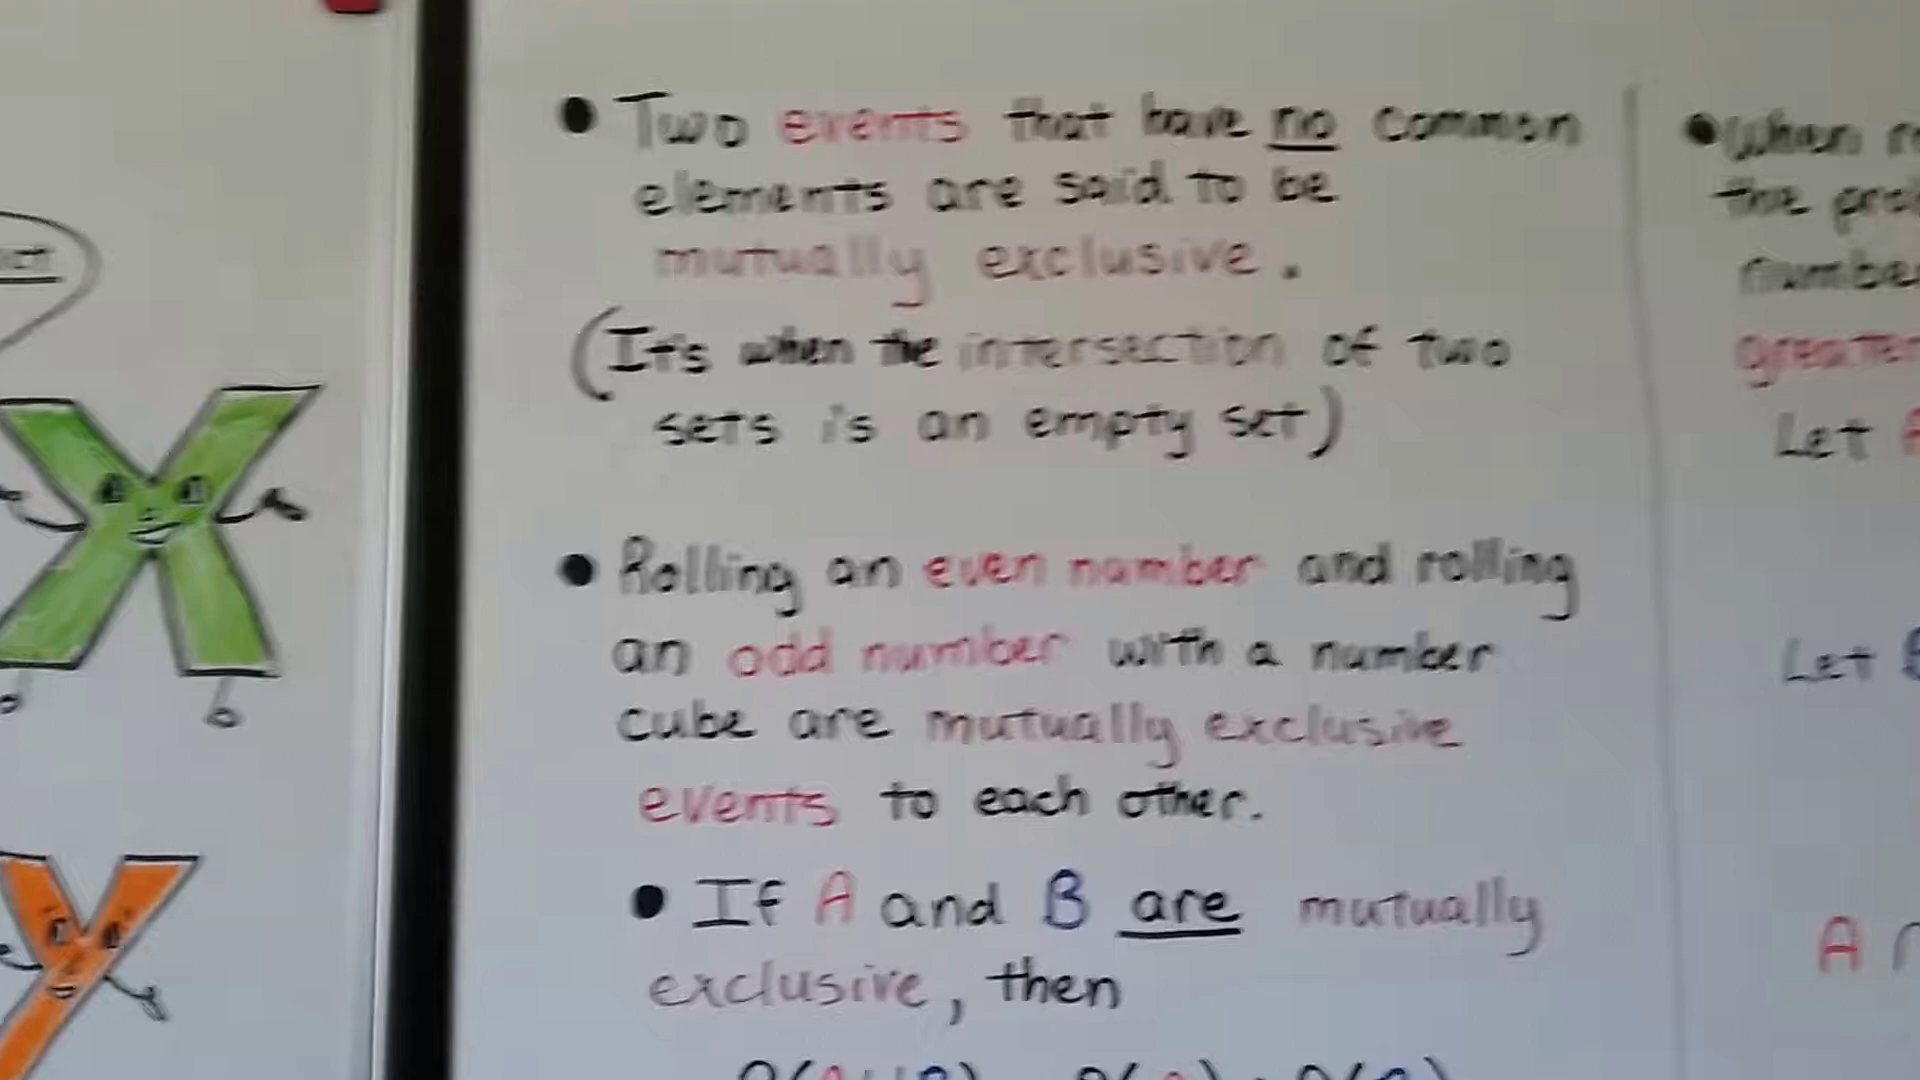 • Two events that have no common
elements are said to be
mutually exclusive.
(It's when the intersection of two
sets is an empty set)
• Rolling an even number and rolling
an odd number with a number
cube are mutually exclusive
events to each other.
• If A and B are mutually
exclusive, then
• When
the
Let
Let
A